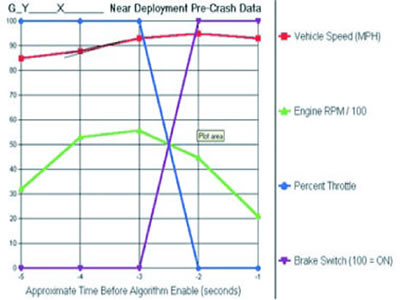 G_Y____X_______ Near Deployment Pre-Crash Data
100
90
80
70
60
50
40
30
20
10
0
-5 -4 -3 -2 -1
Approximate Time Before Algorithm Enable (seconds)
Plot area
Vehicle Speed (MPH)
Engine RPM / 100
Percent Throttle
Brake Switch (100 = ON)